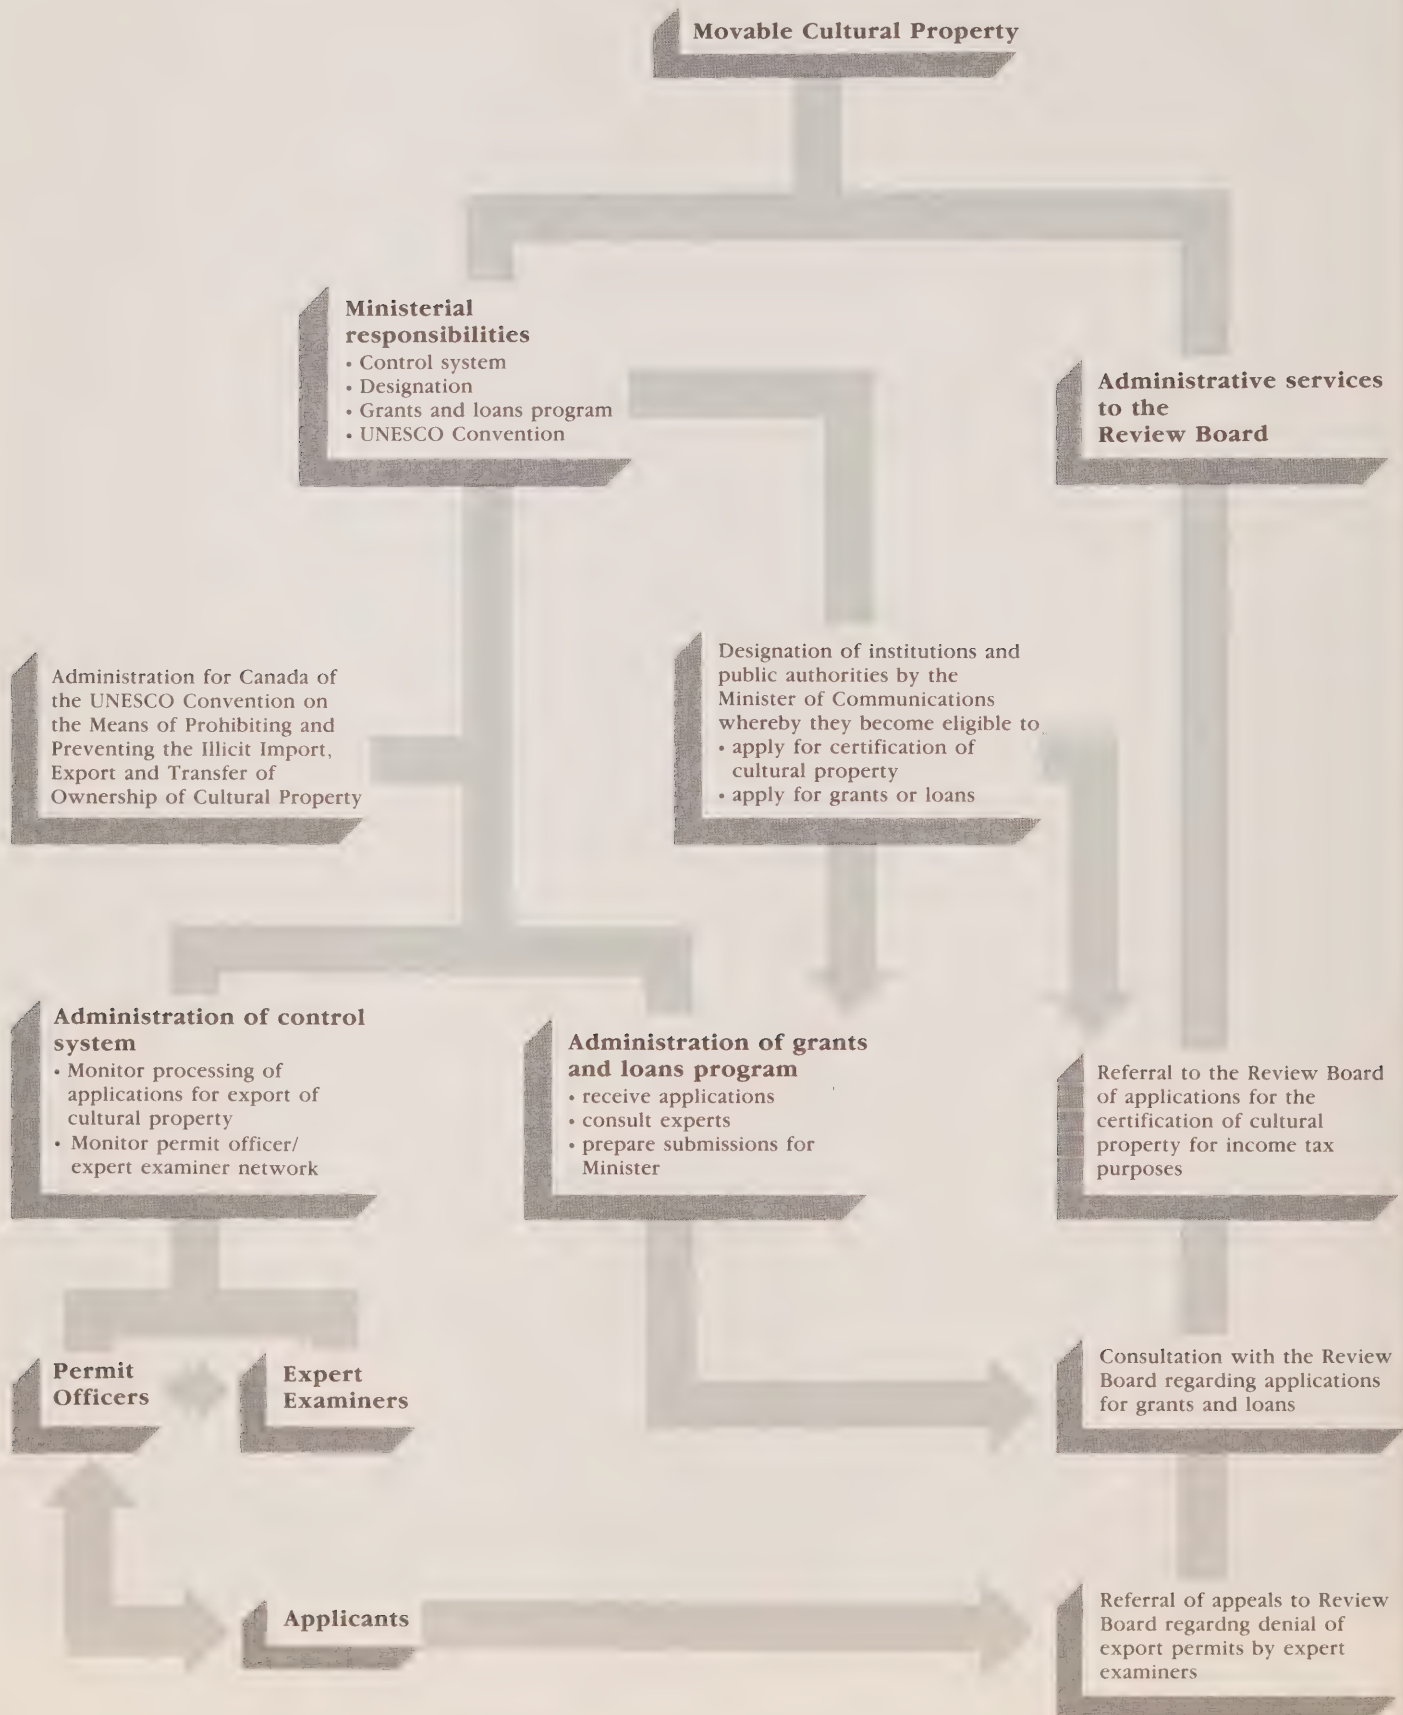 Movable Cultural Property
Ministerial
responsibilities
• Control system
• Designation
• Grants and loans program
• UNESCO Convention
Administrative services
to the
Review Board
Administration for Canada of
the UNESCO Convention on
the Means of Prohibiting and
Preventing the Illicit Import,
Export and Transfer of
Ownership of Cultural Property
Designation of institutions and
public authorities by the
Minister of Communications
whereby they become eligible to
• apply for certification of
cultural property
• apply for grants or loans
Administration of control
system
• Monitor processing of
applications for export of
cultural property
• Monitor permit officer/
expert examiner network
Administration of grants
and loans program
• receive applications
• consult experts
• prepare submissions for
Minister
Referral to the Review Board
of applications for the
certification of cultural
property for income tax
purposes
Permit
Officers
Expert
Examiners
Consultation with the Review
Board regarding applications
for grants and loans
Applicants
Referral of appeals to Review
Board regardng denial of
export permits by expert
examiners